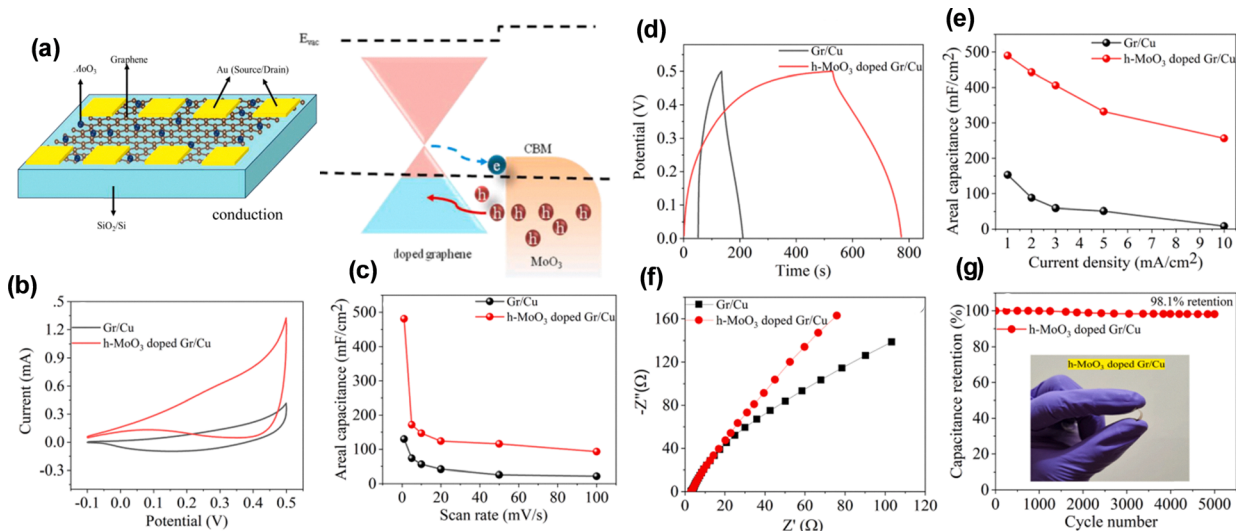 (a)
.MoO₃
Graphene
Au (Source/Drain)
SiO₂/Si
conduction
Eᵥₐc
CBM
e
h
h
h h h h
h h
h
doped graphene
MoO₃
(b)
Gr/Cu
h-MoO₃ doped Gr/Cu
Current (mA)
.5
1.2
0.9
0.6
0.3
0.0
-0.3
-0.1 0.0 0.1 0.2 0.3 0.4 0.5
Potential (V)
(c)
Gr/Cu
h-MoO₃ doped Gr/Cu
Areal capacitance (mF/cm²)
500
400
300
200
100
0
0 20 40 60 80 100
Scan rate (mV/s)
(d)
Gr/Cu
h-MoO₃ doped Gr/Cu
Potential (V)
0.5
0.4
0.3
0.2
0.1
0.0
0 200 400 600 800
Time (s)
(e)
Gr/Cu
h-MoO₃ doped Gr/Cu
Areal capacitance (mF/cm²)
500
400
300
200
100
0
1 2 3 4 5 6 7 8 9 10
Current density (mA/cm²)
(f)
Gr/Cu
h-MoO₃ doped Gr/Cu
-Z"(Ω)
160
120
80
40
0
0 20 40 60 80 100 120
Z' (Ω)
(g)
98.1% retention
h-MoO₃ doped Gr/Cu
h-MoO₃ doped Gr/Cu
Capacitance retention (%)
100
80
60
40
20
0
0 1000 2000 3000 4000 5000
Cycle number